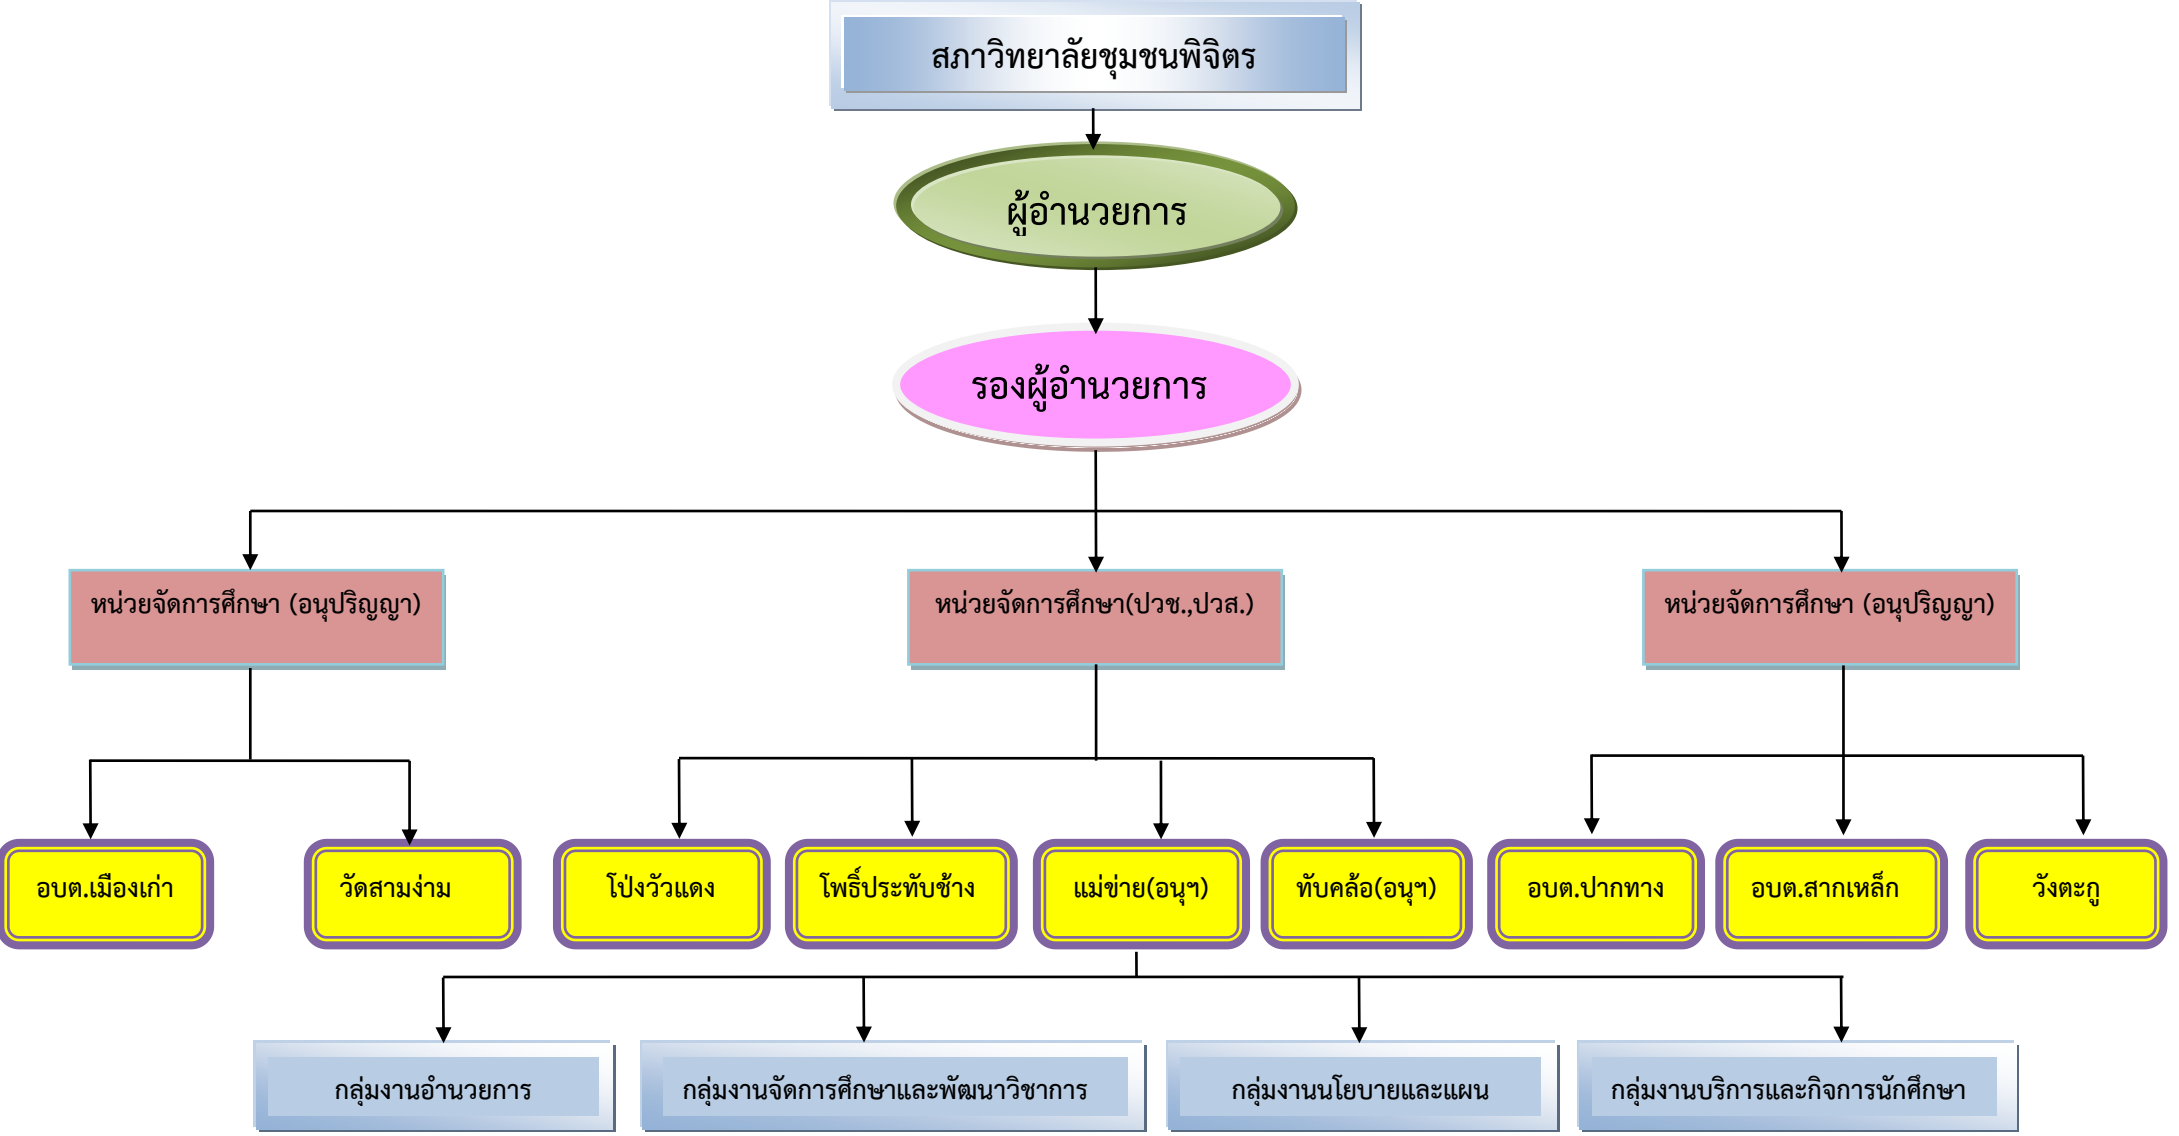 สภาวิทยาลัยชุมชนพิจิตร
ผู้อำนวยการ
รองผู้อำนวยการ
หน่วยจัดการศึกษา (อนุปริญญา)
หน่วยจัดการศึกษา(ปวช.,ปวส.)
หน่วยจัดการศึกษา (อนุปริญญา)
อบต.เมืองเก่า
วัดสามง่าม
โป่งวัวแดง
โพธิ์ประทับช้าง
แม่ข่าย(อนุฯ)
ทับคล้อ(อนุฯ)
อบต.ปากทาง
อบต.สากเหล็ก
วังตะกู
กลุ่มงานอำนวยการ
กลุ่มงานจัดการศึกษาและพัฒนาวิชาการ
กลุ่มงานนโยบายและแผน
กลุ่มงานบริการและกิจการนักศึกษา